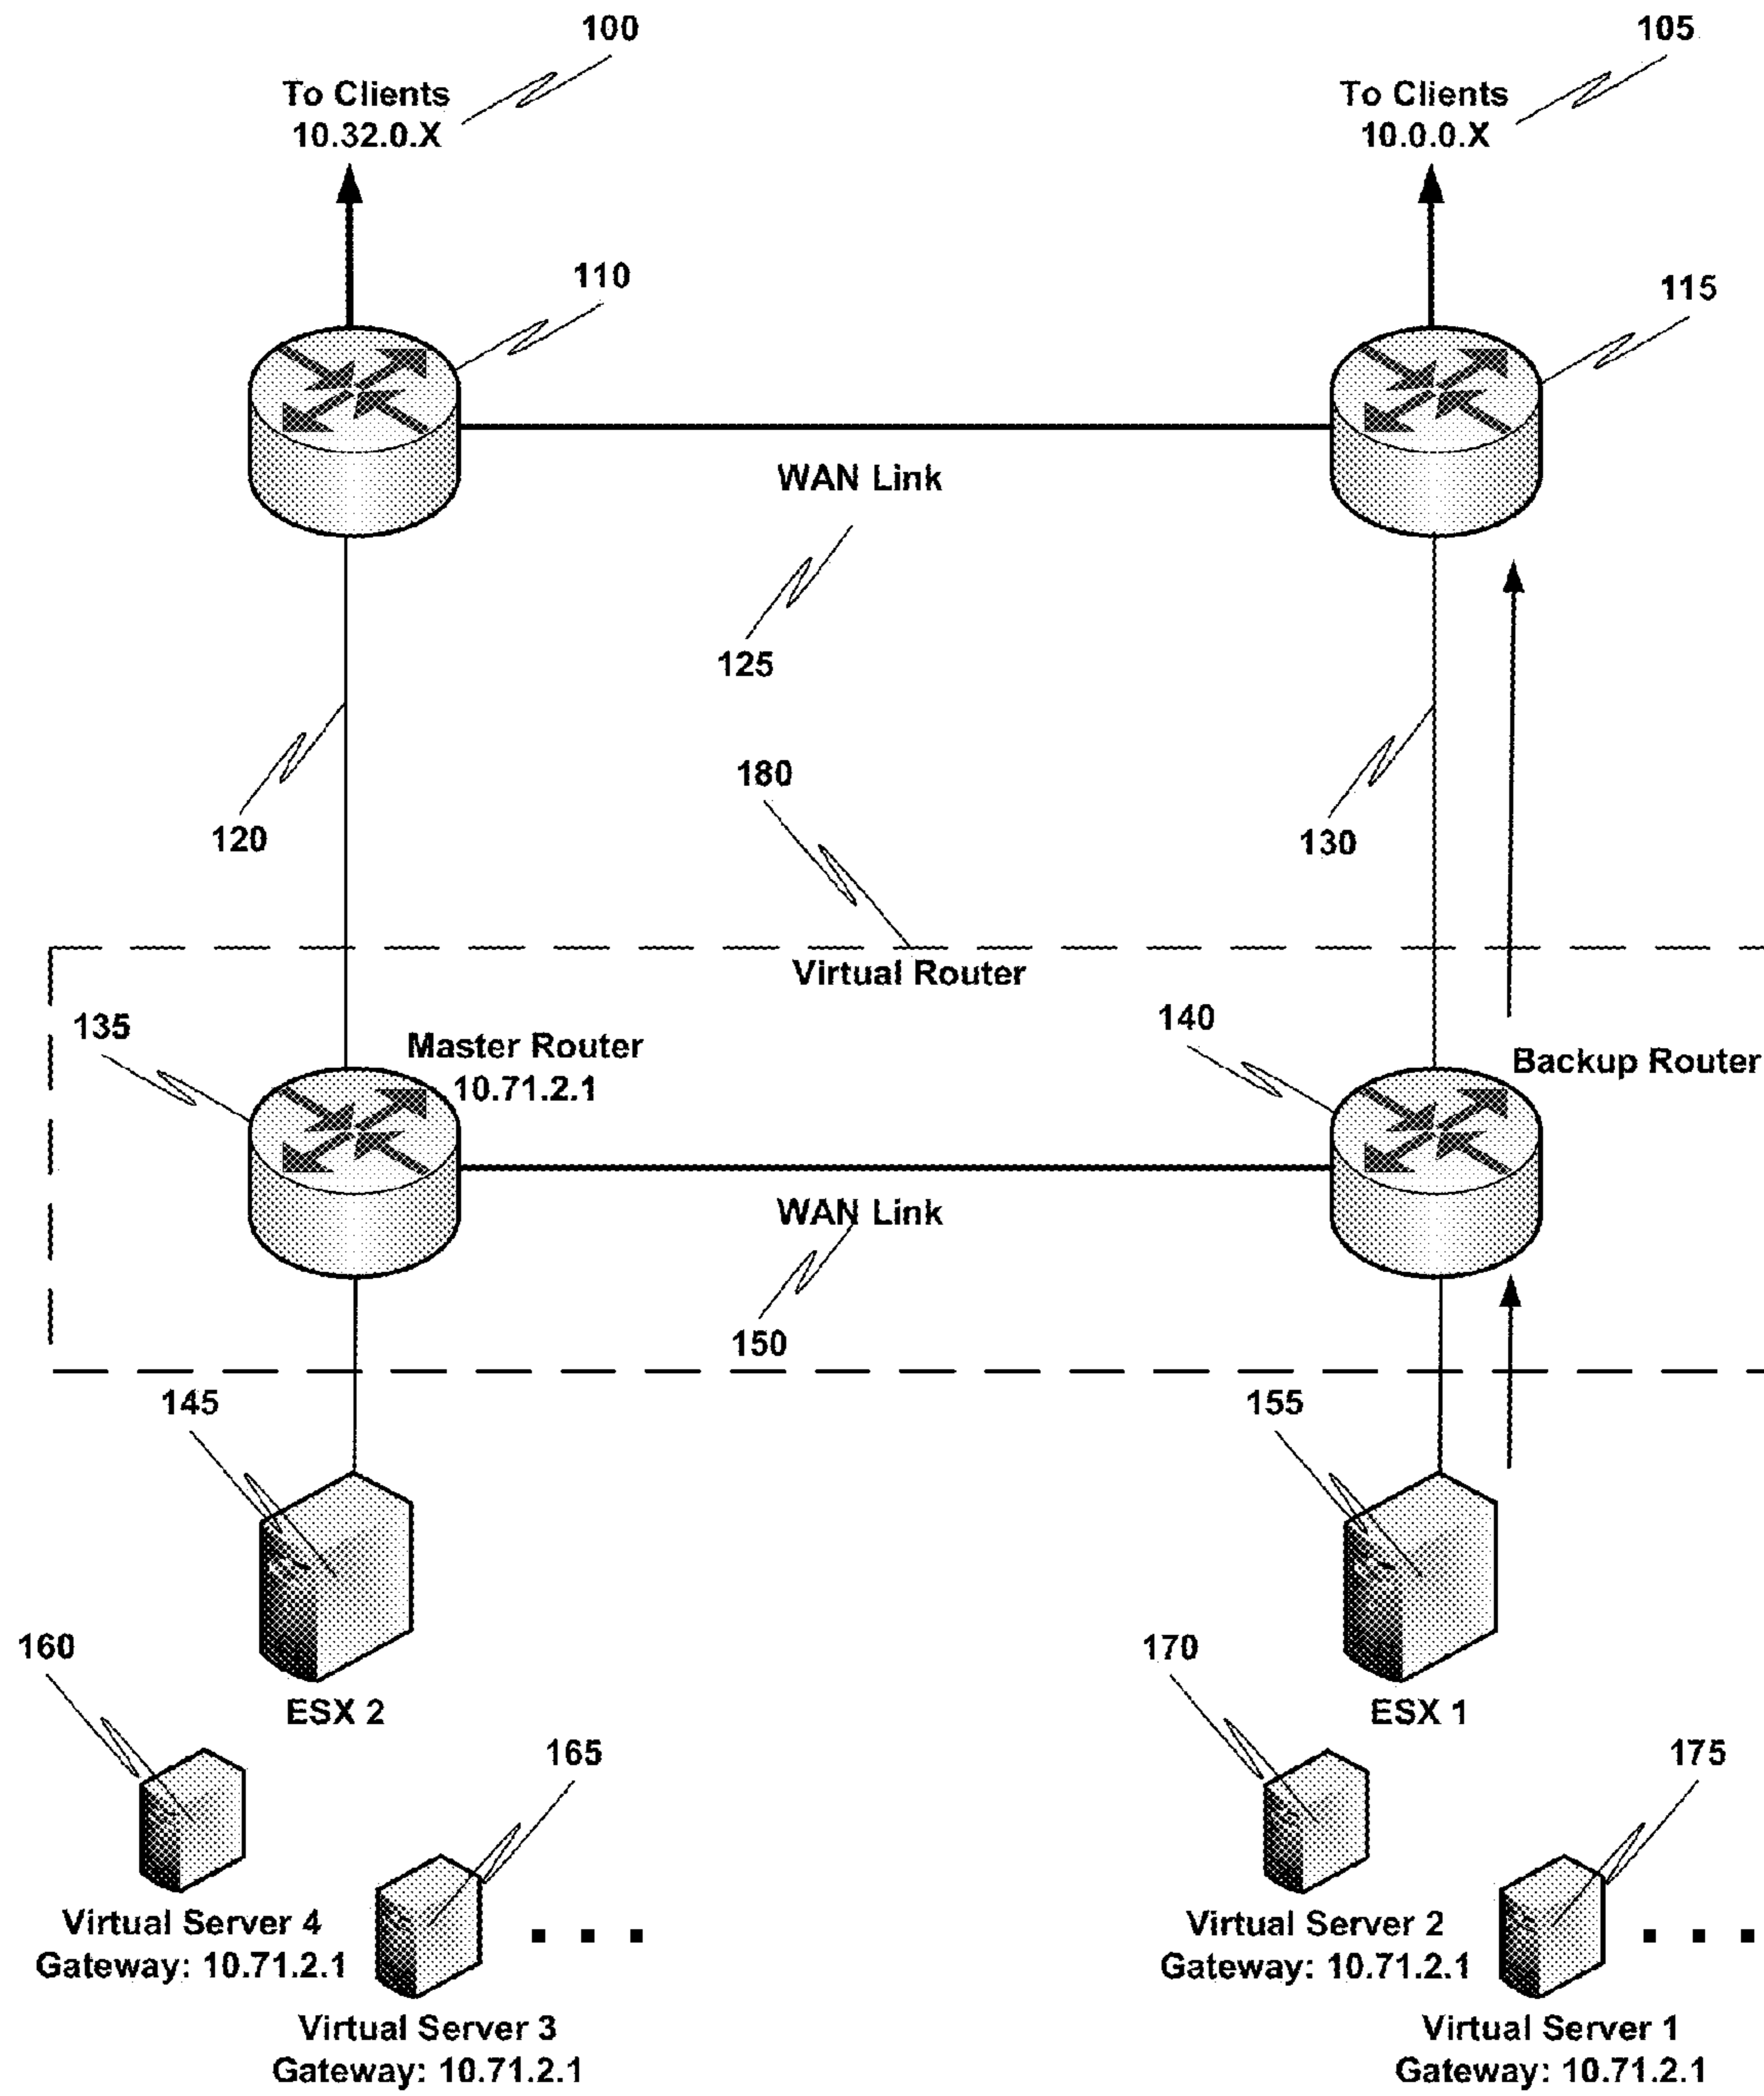 100
105
To Clients
10.32.0.X
To Clients
10.0.0.X
110
115
WAN Link
125
120
180
130
Virtual Router
135
Master Router
10.71.2.1
140
Backup Router
WAN Link
150
145
155
160
ESX 2
170
ESX 1
165
175
Virtual Server 4
Gateway: 10.71.2.1
Virtual Server 2
Gateway: 10.71.2.1
Virtual Server 3
Gateway: 10.71.2.1
Virtual Server 1
Gateway: 10.71.2.1